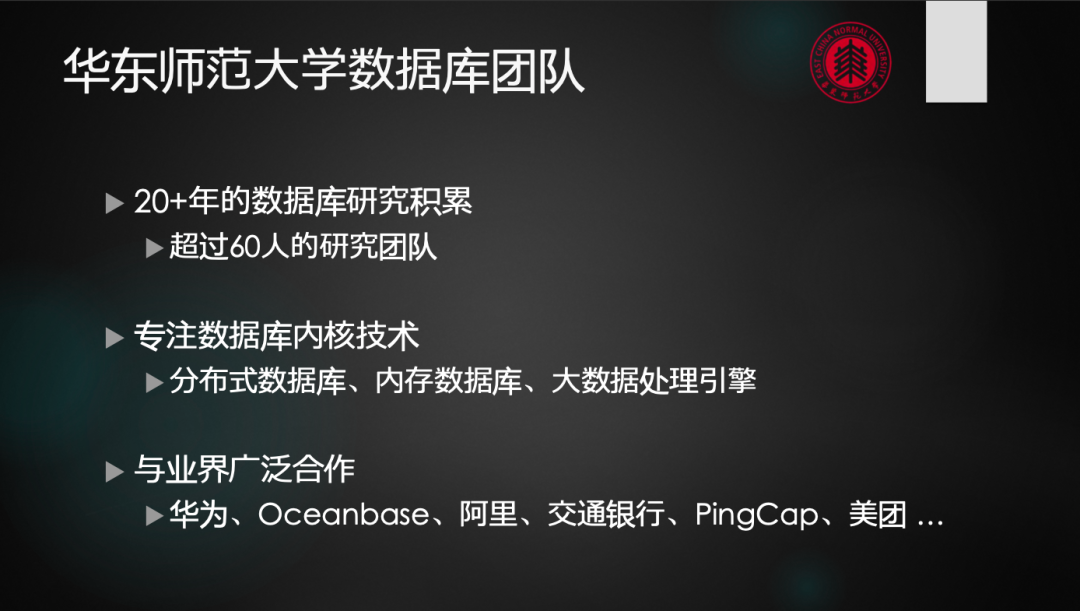 华东师范大学数据库团队
EAST CHINA NORMAL UNIVERSITY
20+年的数据库研究积累
超过60人的研究团队
专注数据库内核技术
分布式数据库、内存数据库、大数据处理引擎
与业界广泛合作
华为、Oceanbase、阿里、交通银行、PingCap、美团 ...